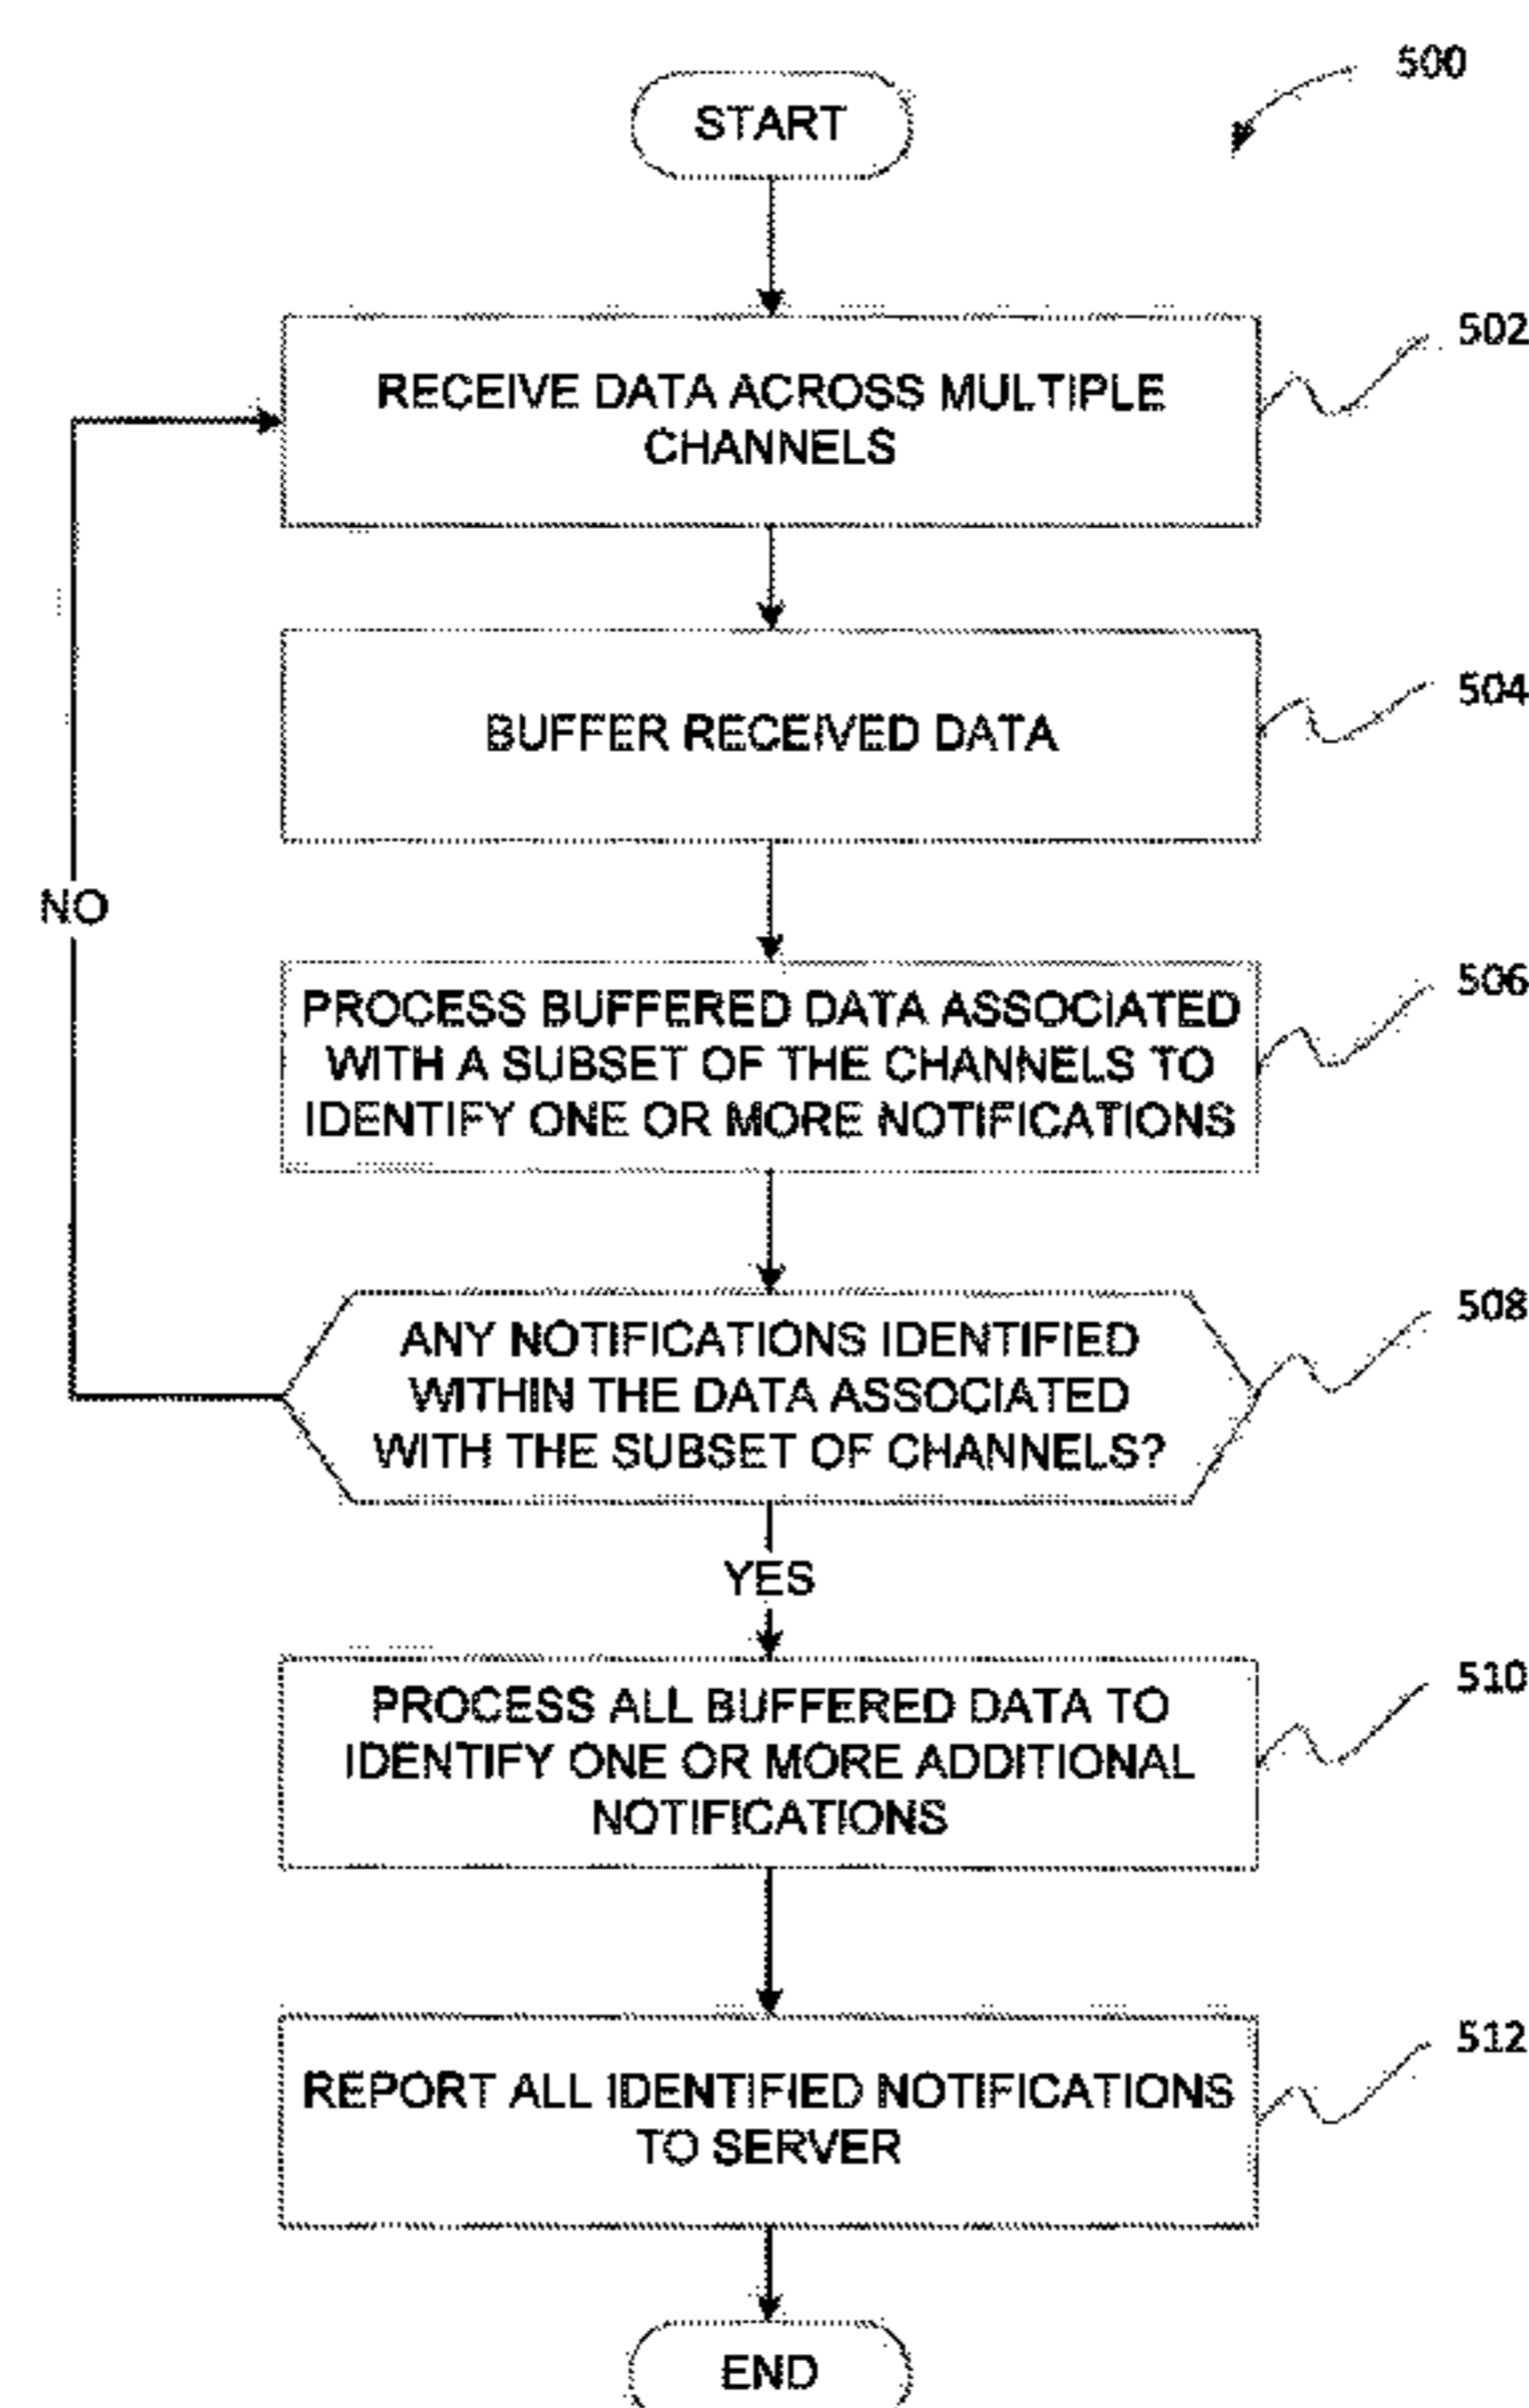 500
START
RECEIVE DATA ACROSS MULTIPLE
CHANNELS
502
BUFFER RECEIVED DATA
504
NO
PROCESS BUFFERED DATA ASSOCIATED
WITH A SUBSET OF THE CHANNELS TO
IDENTIFY ONE OR MORE NOTIFICATIONS
506
ANY NOTIFICATIONS IDENTIFIED
WITHIN THE DATA ASSOCIATED
WITH THE SUBSET OF CHANNELS?
508
YES
PROCESS ALL BUFFERED DATA TO
IDENTIFY ONE OR MORE ADDITIONAL
NOTIFICATIONS
510
REPORT ALL IDENTIFIED NOTIFICATIONS
TO SERVER
512
END